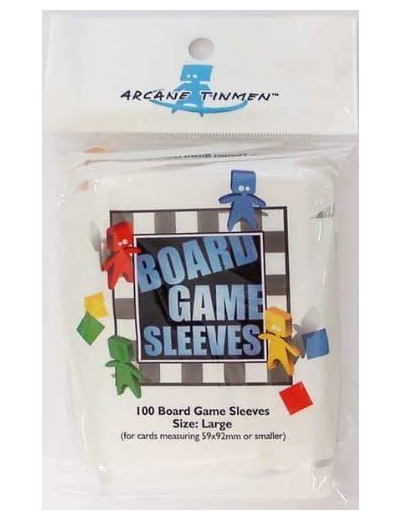 ARCANE TINMEN™
BOARD
GAME
SLEEVES
100 Board Game Sleeves
Size: Large
(for cards measuring 59x92mm or smaller)